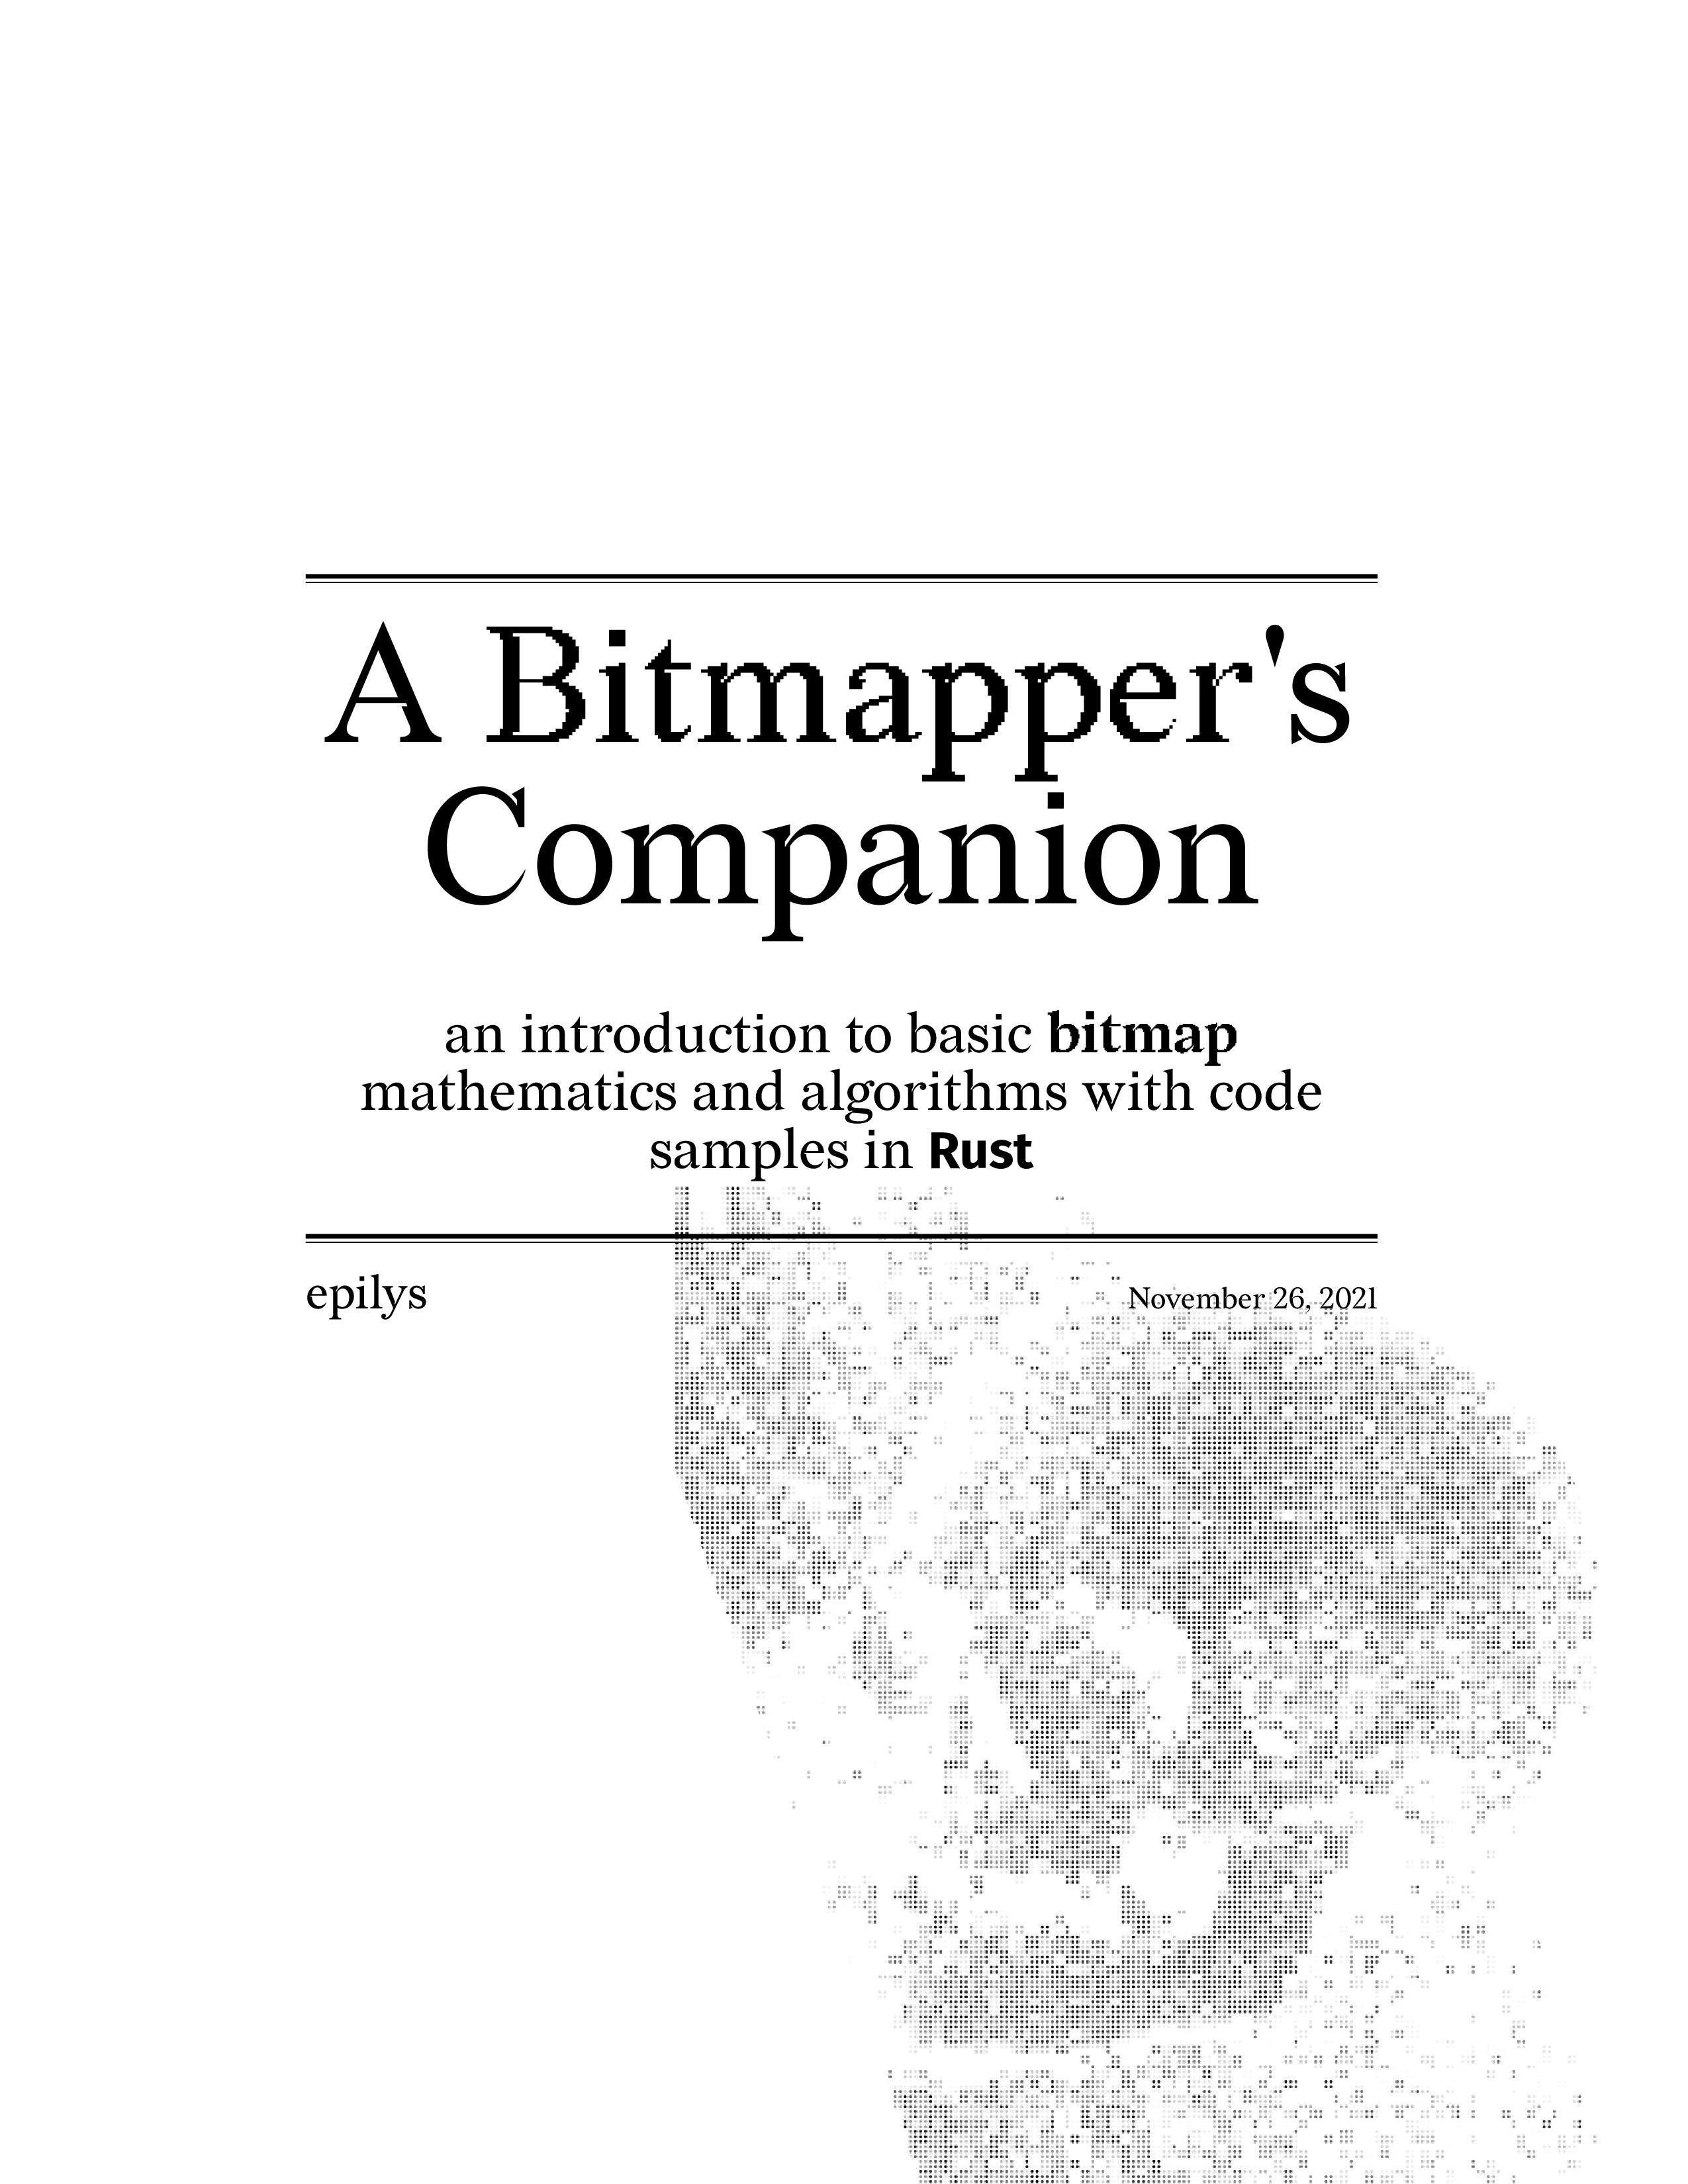 A Bitmapper's
Companion
an introduction to basic bitmap
mathematics and algorithms with code
samples in Rust
epilys
November 26, 2021